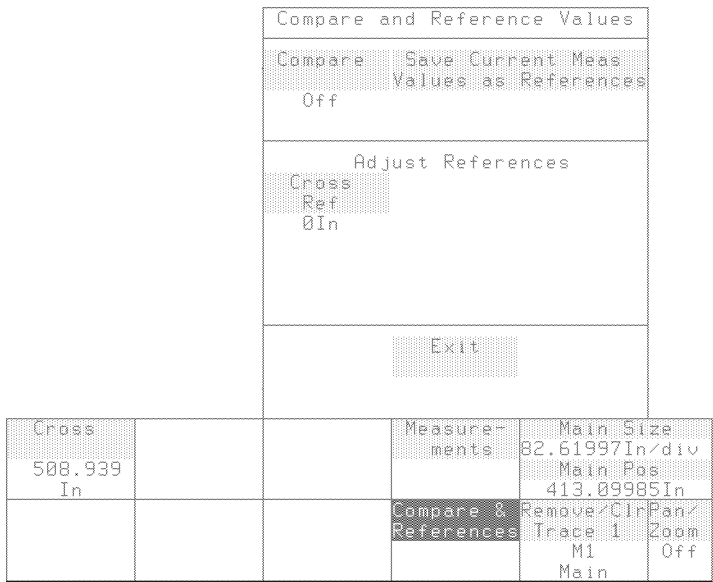 Compare and Reference Values
Compare Save Current Meas
Values as References
Off
Adjust References
Cross
Ref
0In
Exit
Cross
508.939
In
Measure-
ments
Main Size
82.61997In/div
Main Pos
413.09985In
Compare &
References
Remove/Clr
Trace 1
M1
Main
Pan/
Zoom
Off